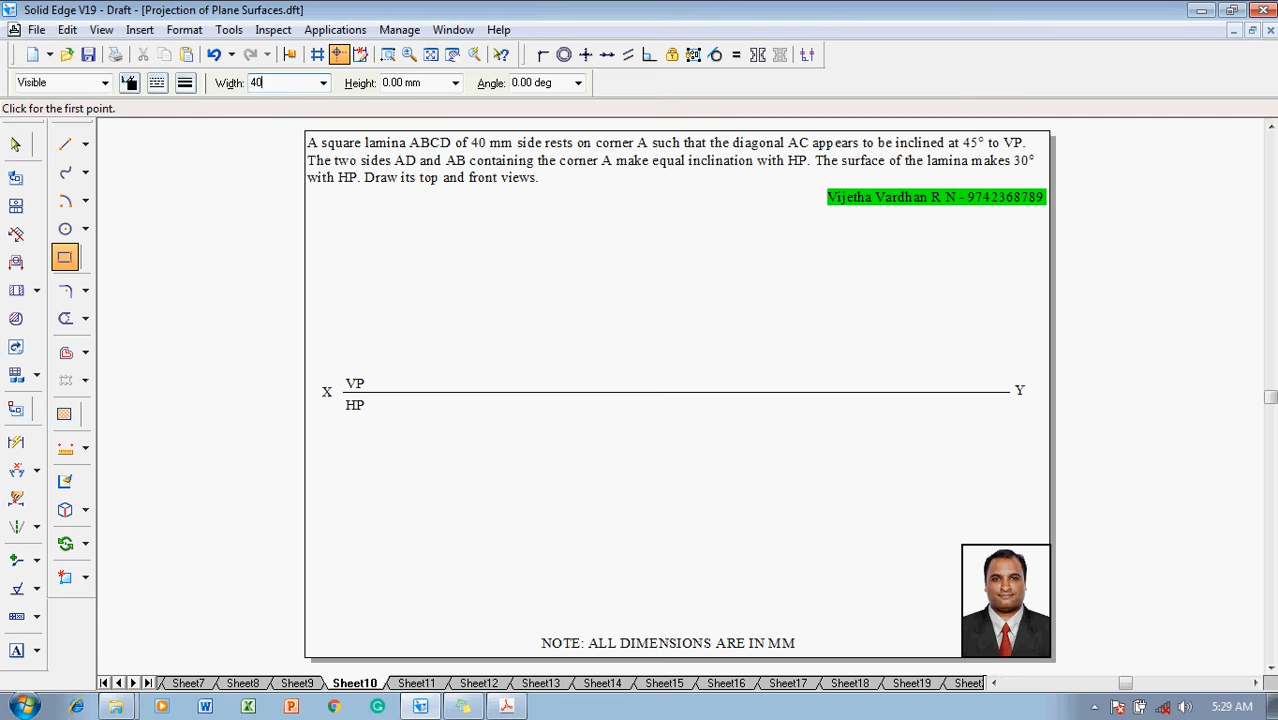 Solid Edge V19 - Draft - [Projection of Plane Surfaces.dft]
File Edit View Insert Format Tools Inspect Applications Manage Window Help
Visible Width: 40 Height: 0.00 mm Angle: 0.00 deg
Click for the first point.
A square lamina ABCD of 40 mm side rests on corner A such that the diagonal AC appears to be inclined at 45° to VP.
The two sides AD and AB containing the corner A make equal inclination with HP. The surface of the lamina makes 30°
with HP. Draw its top and front views.
Vijetha Vardhan R N - 9742368789
VP
X Y
HP
NOTE: ALL DIMENSIONS ARE IN MM
Sheet7 Sheet8 Sheet9 Sheet10 Sheet11 Sheet12 Sheet13 Sheet14 Sheet15 Sheet16 Sheet17 Sheet18 Sheet19 Sheet
5:29 AM